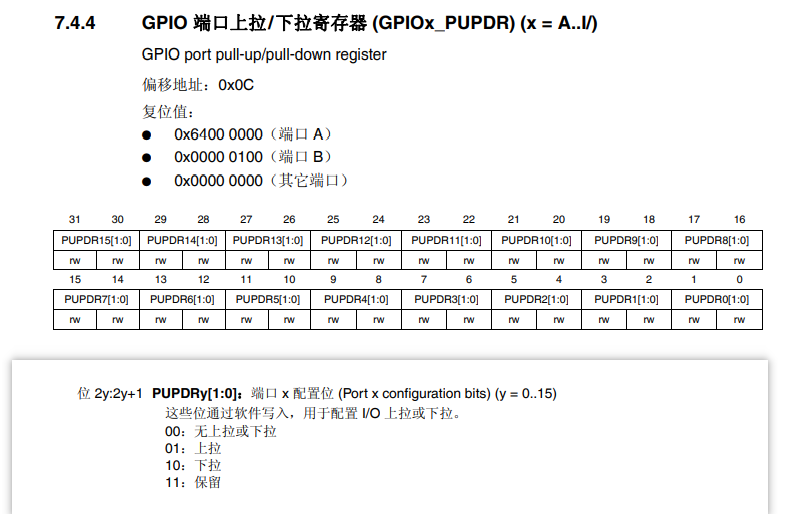 7.4.4 GPIO 端口上拉/下拉寄存器 (GPIOx_PUPDR) (x = A..I/)
GPIO port pull-up/pull-down register
偏移地址：0x0C
复位值：
● 0x6400 0000（端口 A）
● 0x0000 0100（端口 B）
● 0x0000 0000（其它端口）
31 30 29 28 27 26 25 24 23 22 21 20 19 18 17 16
PUPDR15[1:0] PUPDR14[1:0] PUPDR13[1:0] PUPDR12[1:0] PUPDR11[1:0] PUPDR10[1:0] PUPDR9[1:0] PUPDR8[1:0]
rw rw rw rw rw rw rw rw rw rw rw rw rw rw rw rw
15 14 13 12 11 10 9 8 7 6 5 4 3 2 1 0
PUPDR7[1:0] PUPDR6[1:0] PUPDR5[1:0] PUPDR4[1:0] PUPDR3[1:0] PUPDR2[1:0] PUPDR1[1:0] PUPDR0[1:0]
rw rw rw rw rw rw rw rw rw rw rw rw rw rw rw rw
位 2y:2y+1 PUPDRy[1:0]：端口 x 配置位 (Port x configuration bits) (y = 0..15)
这些位通过软件写入，用于配置 I/O 上拉或下拉。
00：无上拉或下拉
01：上拉
10：下拉
11：保留